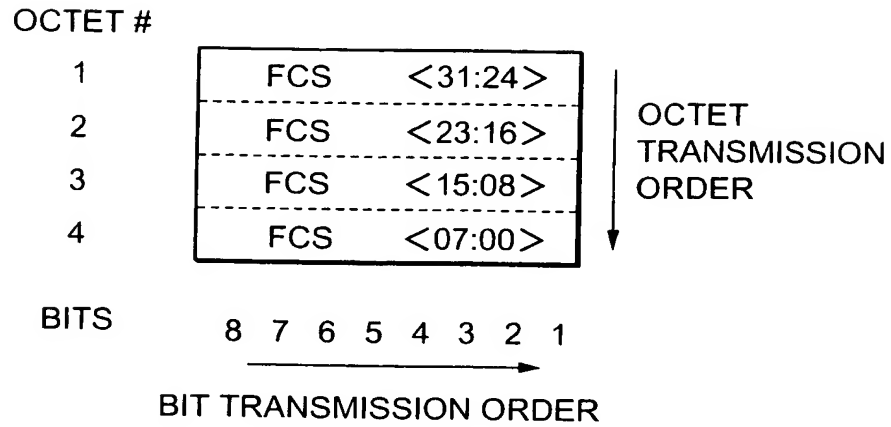 OCTET #
1 FCS <31:24>
2 FCS <23:16>
3 FCS <15:08>
4 FCS <07:00>
OCTET
TRANSMISSION
ORDER
BITS 8 7 6 5 4 3 2 1
BIT TRANSMISSION ORDER